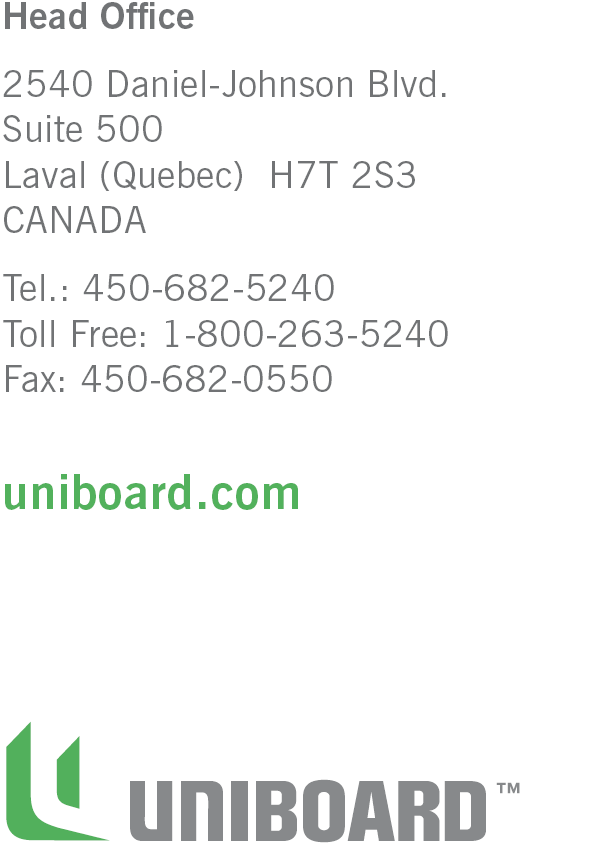 Head Office
2540 Daniel-Johnson Blvd.
Suite 500
Laval (Quebec)  H7T 2S3
CANADA
Tel.: 450-682-5240
Toll Free: 1-800-263-5240
Fax: 450-682-0550
uniboard.com
UNIBOARD™